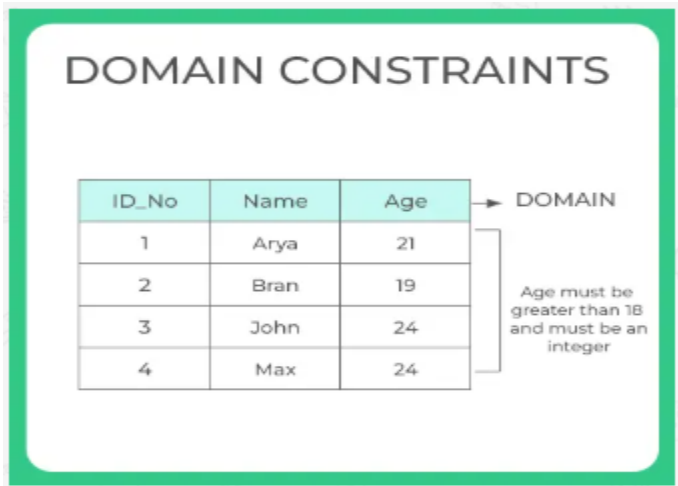 DOMAIN CONSTRAINTS
ID_No Name Age DOMAIN
1 Arya 21
2 Bran 19
3 John 24
4 Max 24
Age must be
greater than 18
and must be an
integer